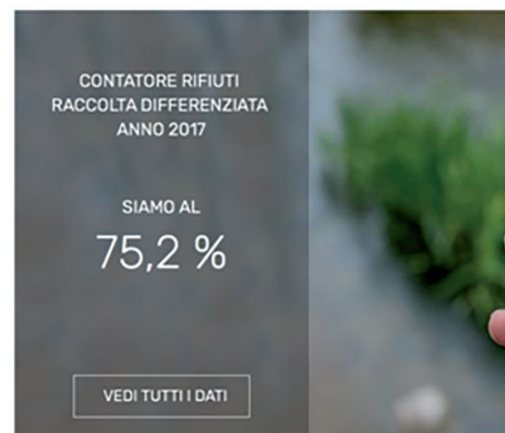 CONTATORE RIFIUTI
RACCOLTA DIFFERENZIATA
ANNO 2017
SIAMO AL
75,2 %
VEDI TUTTI I DATI